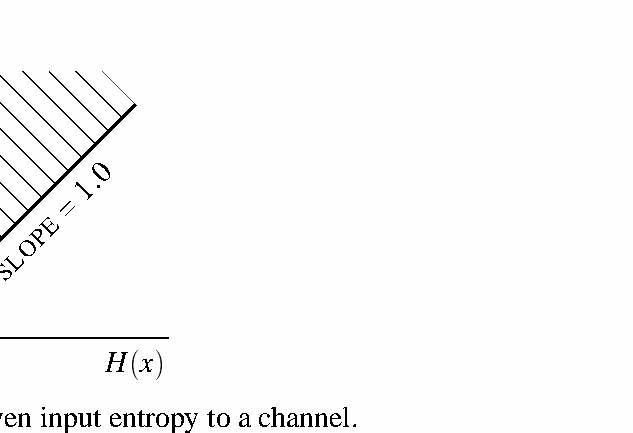 SLOPE = 1.0
H(x)
ven input entropy to a channel.